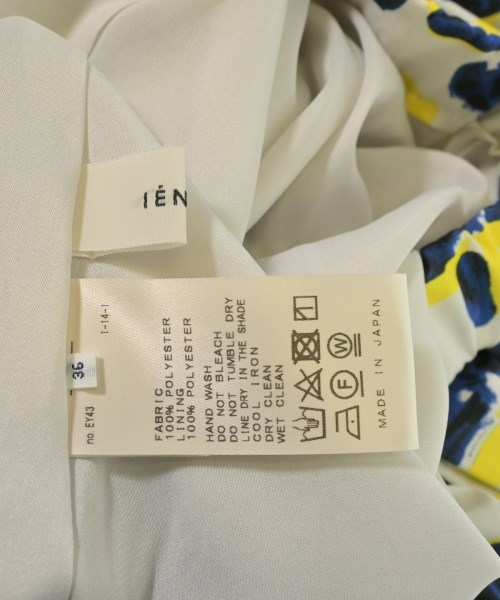 IÉN
36
no. EY43
1-14-1
FABRIC
100% POLYESTER
LINING
100% POLYESTER
HAND WASH
DO NOT BLEACH
DO NOT TUMBLE DRY
LINE DRY IN THE SHADE
COOL IRON
DRY CLEAN
WET CLEAN
F W
MADE IN JAPAN